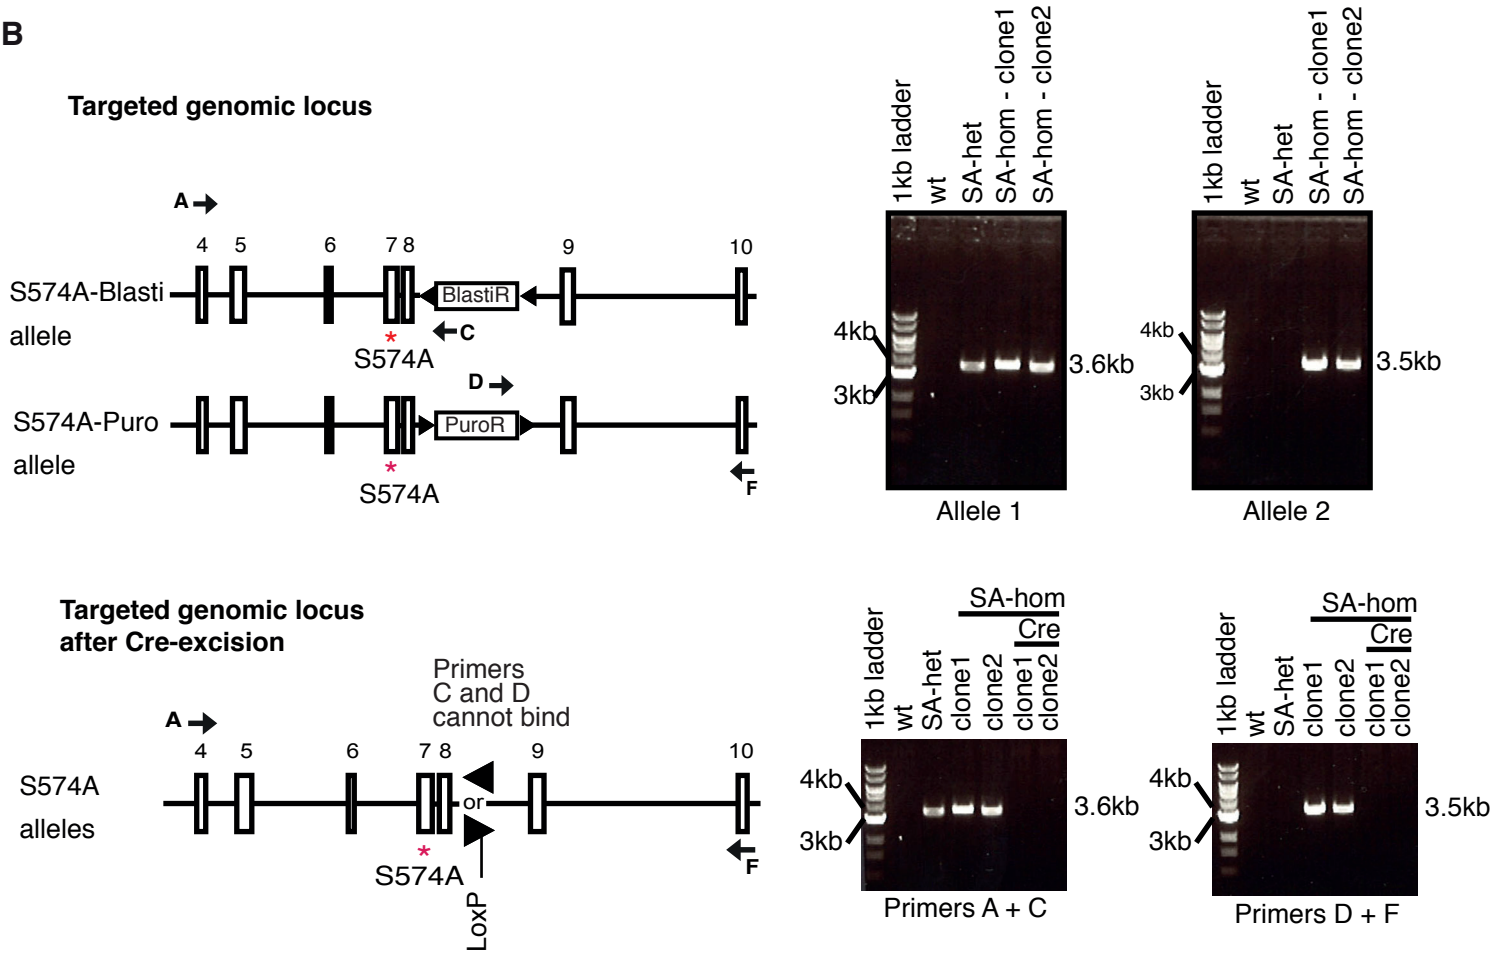 B
Targeted genomic locus
A
4 5 6 7 8 9 10
S574A-Blasti
allele
BlastiR
C
*
S574A
D
S574A-Puro
allele
PuroR
*
S574A
F
1kb ladder
wt
SA-het
SA-hom - clone1
SA-hom - clone2
4kb
3kb
3.6kb
Allele 1
1kb ladder
wt
SA-het
SA-hom - clone1
SA-hom - clone2
4kb
3kb
3.5kb
Allele 2
Targeted genomic locus
after Cre-excision
Primers
C and D
cannot bind
A
4 5 6 7 8 9 10
S574A
alleles
or
*
S574A
LoxP
F
SA-hom
Cre
1kb ladder
wt
SA-het
clone1
clone2
clone1
clone2
4kb
3kb
3.6kb
Primers A + C
SA-hom
Cre
1kb ladder
wt
SA-het
clone1
clone2
clone1
clone2
4kb
3kb
3.5kb
Primers D + F